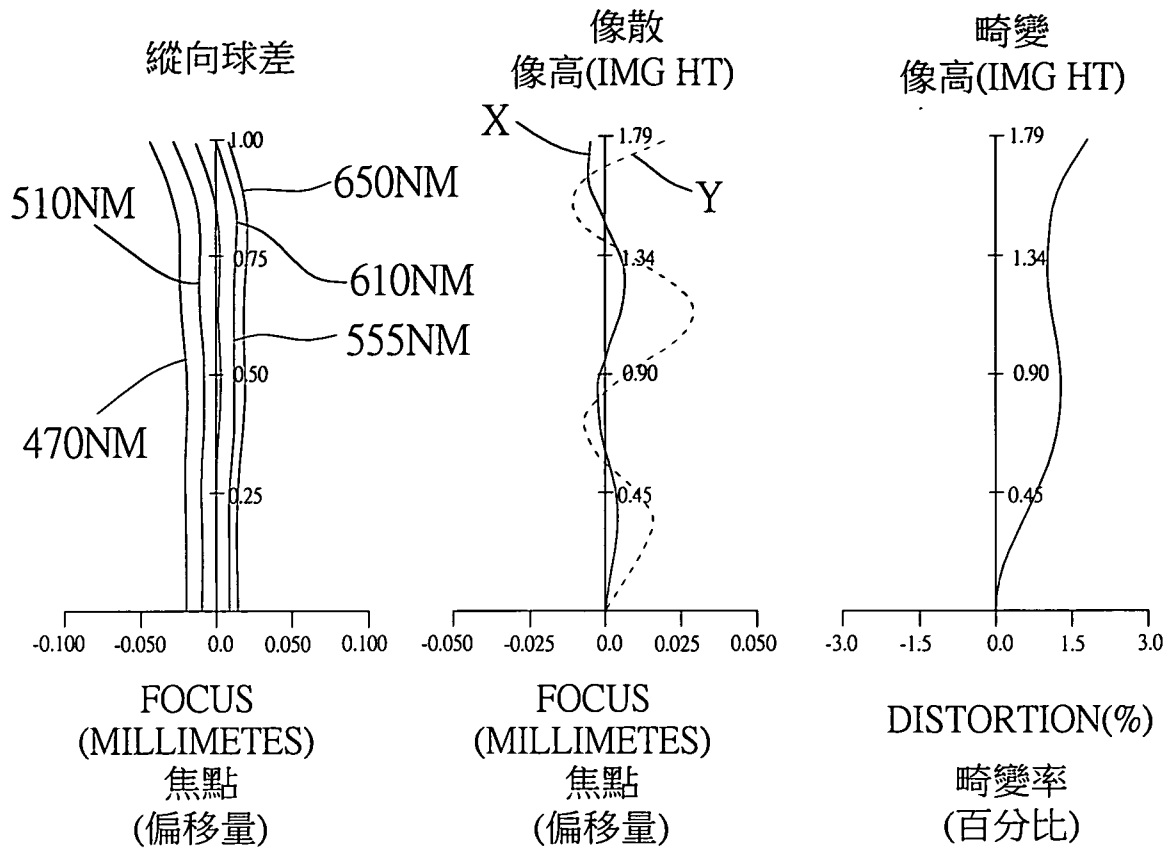 縱向球差
1.00
0.75
0.50
0.25
510NM
470NM
650NM
610NM
555NM
-0.100 -0.050 0.0 0.050 0.100
FOCUS
(MILLIMETES)
焦點
(偏移量)
像散
像高(IMG HT)
X
Y
1.79
1.34
0.90
0.45
-0.050 -0.025 0.0 0.025 0.050
FOCUS
(MILLIMETES)
焦點
(偏移量)
畸變
像高(IMG HT)
1.79
1.34
0.90
0.45
-3.0 -1.5 0.0 1.5 3.0
DISTORTION(%)
畸變率
(百分比)